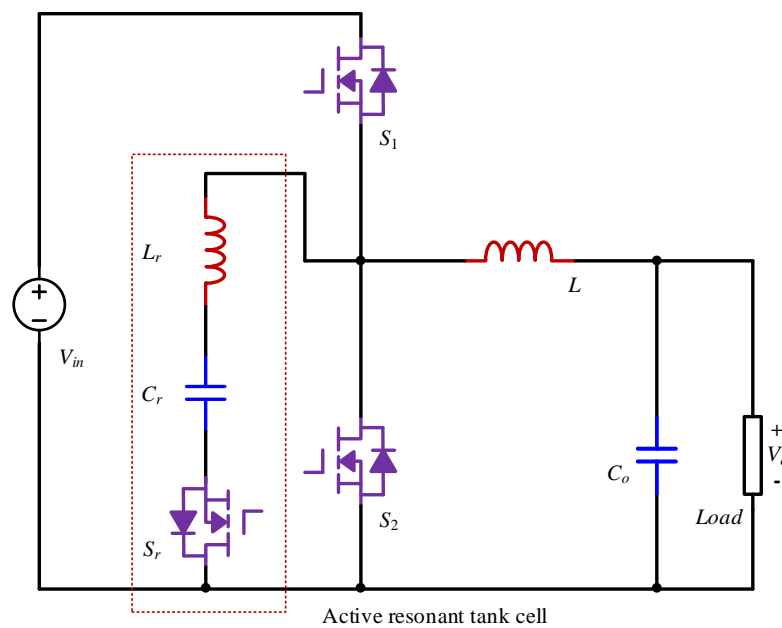 S1
Lr
L
+
−
Vin
Cr
+
V
Co
-
S2
Load
Sr
Active resonant tank cell